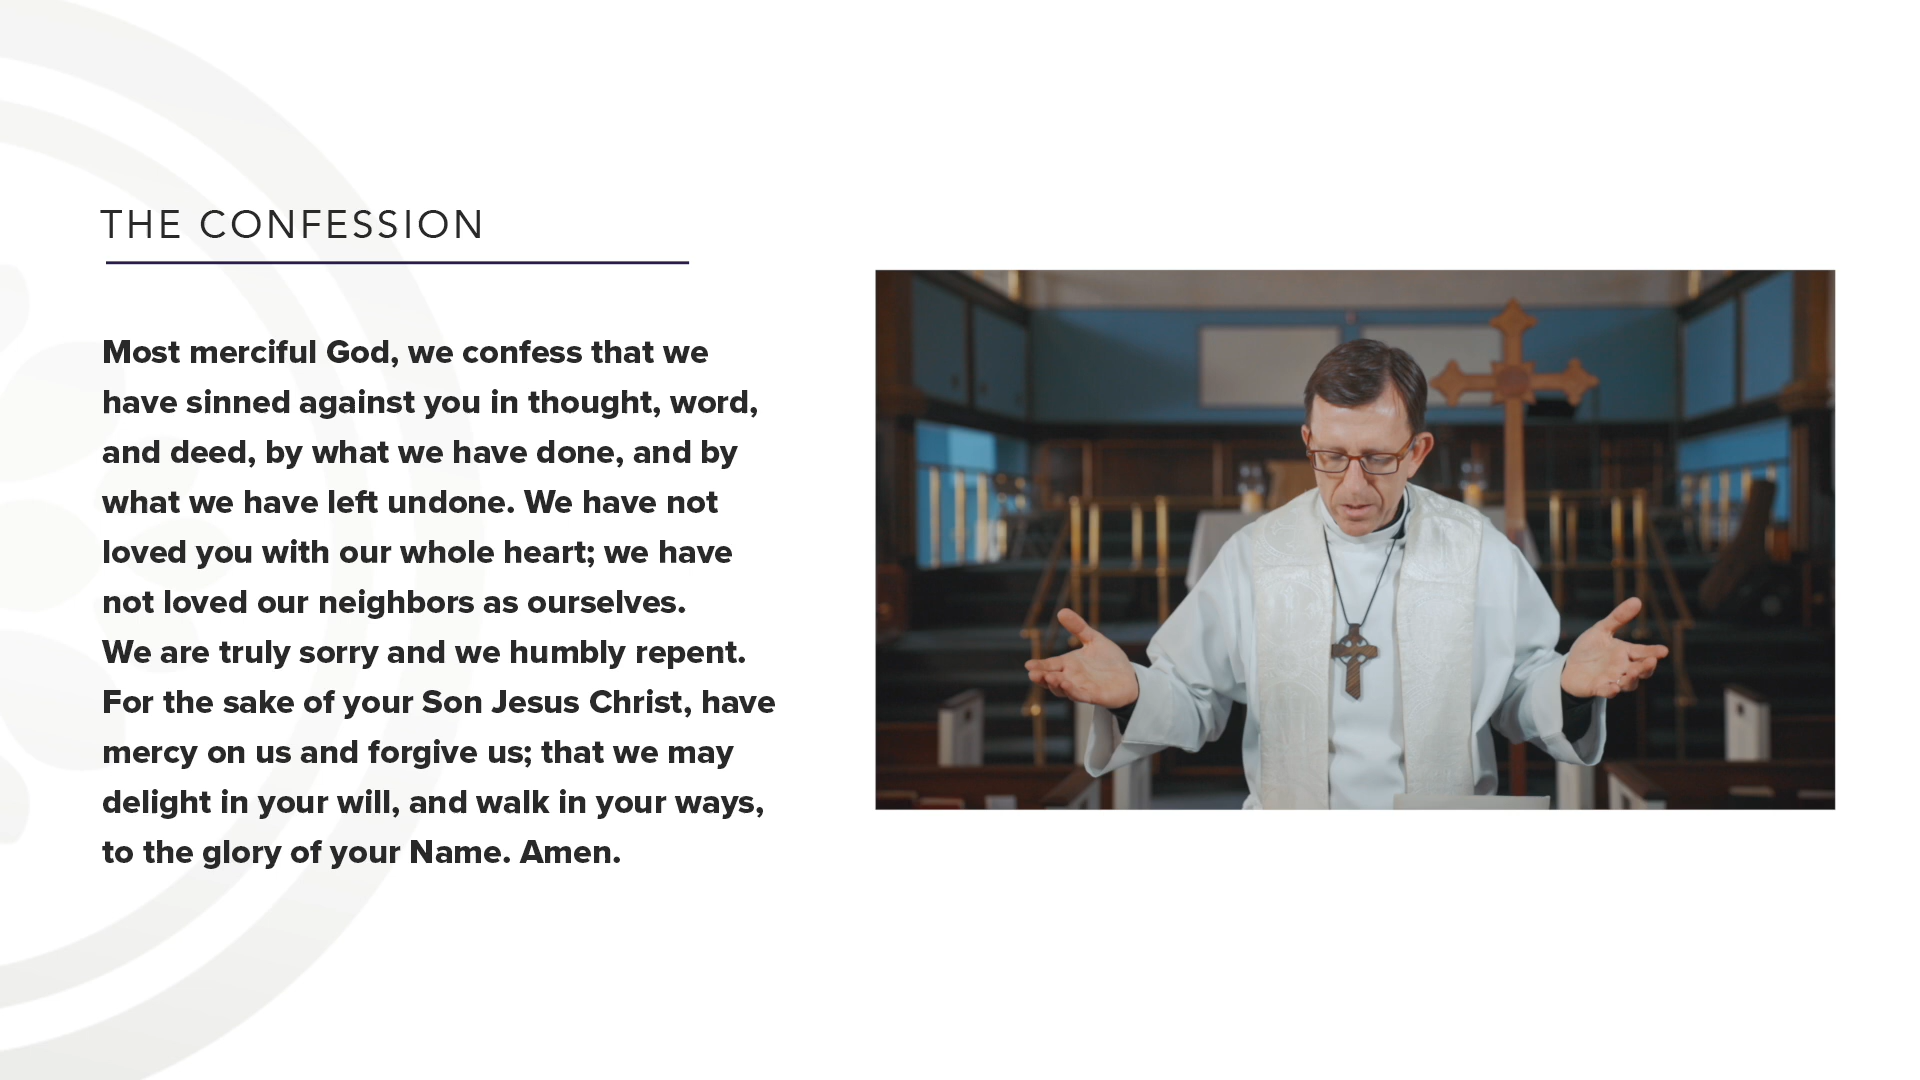 THE CONFESSION
Most merciful God, we confess that we
have sinned against you in thought, word,
and deed, by what we have done, and by
what we have left undone. We have not
loved you with our whole heart; we have
not loved our neighbors as ourselves.
We are truly sorry and we humbly repent.
For the sake of your Son Jesus Christ, have
mercy on us and forgive us; that we may
delight in your will, and walk in your ways,
to the glory of your Name. Amen.